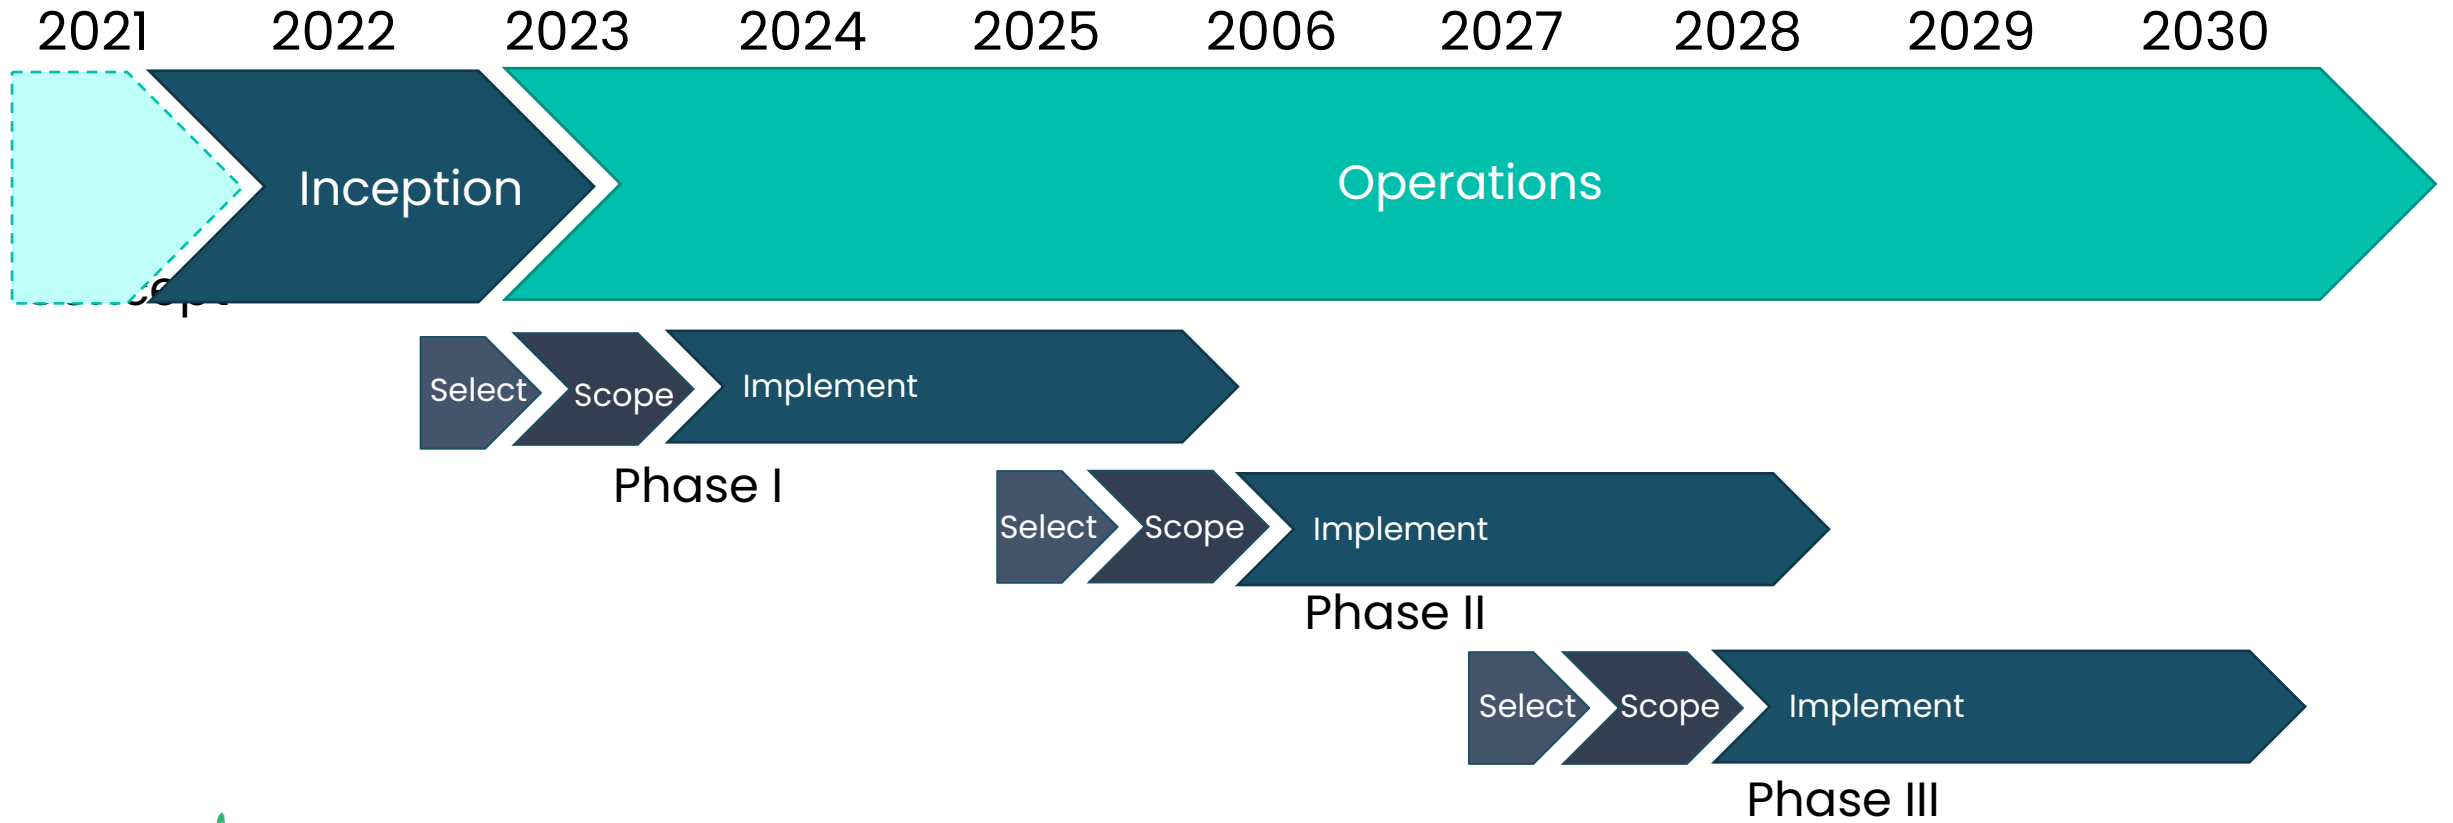 2021 2022 2023 2024 2025 2006 2027 2028 2029 2030
Inception
Operations
Select Scope Implement
Phase I
Select Scope Implement
Phase II
Select Scope Implement
Phase III